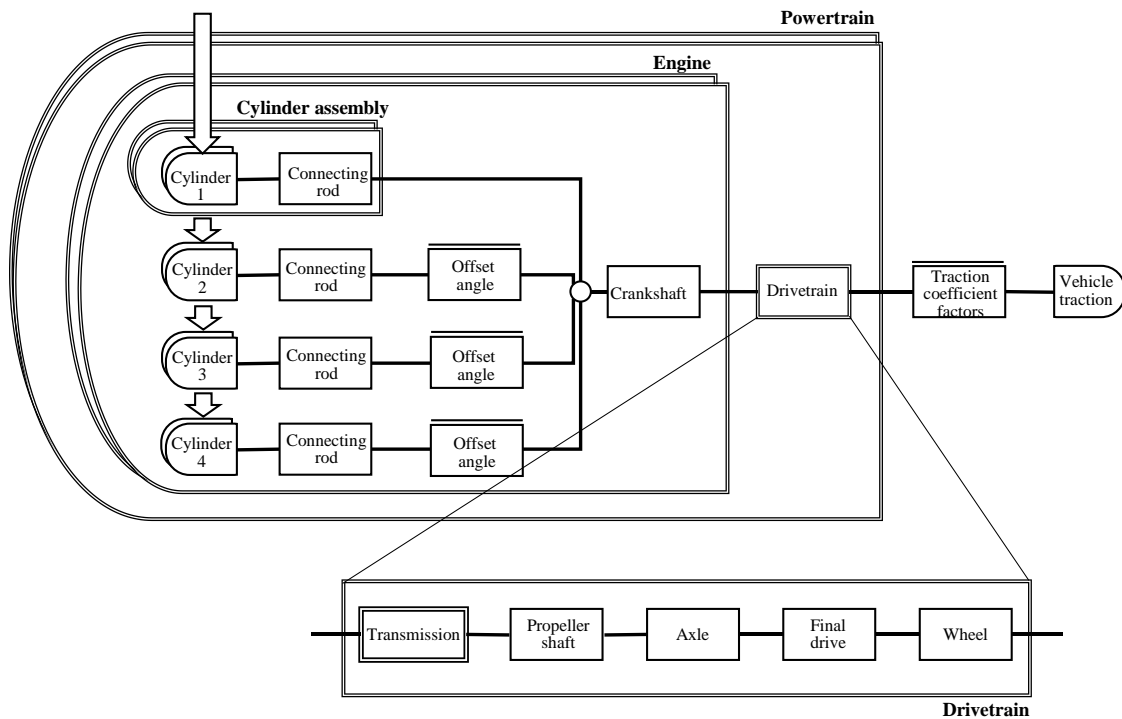 Powertrain
Engine
Cylinder assembly
Cylinder
1
Connecting
rod
Cylinder
2
Connecting
rod
Offset
angle
Crankshaft
Drivetrain
Traction
coefficient
factors
Vehicle
traction
Cylinder
3
Connecting
rod
Offset
angle
Cylinder
4
Connecting
rod
Offset
angle
Transmission
Propeller
shaft
Axle
Final
drive
Wheel
Drivetrain